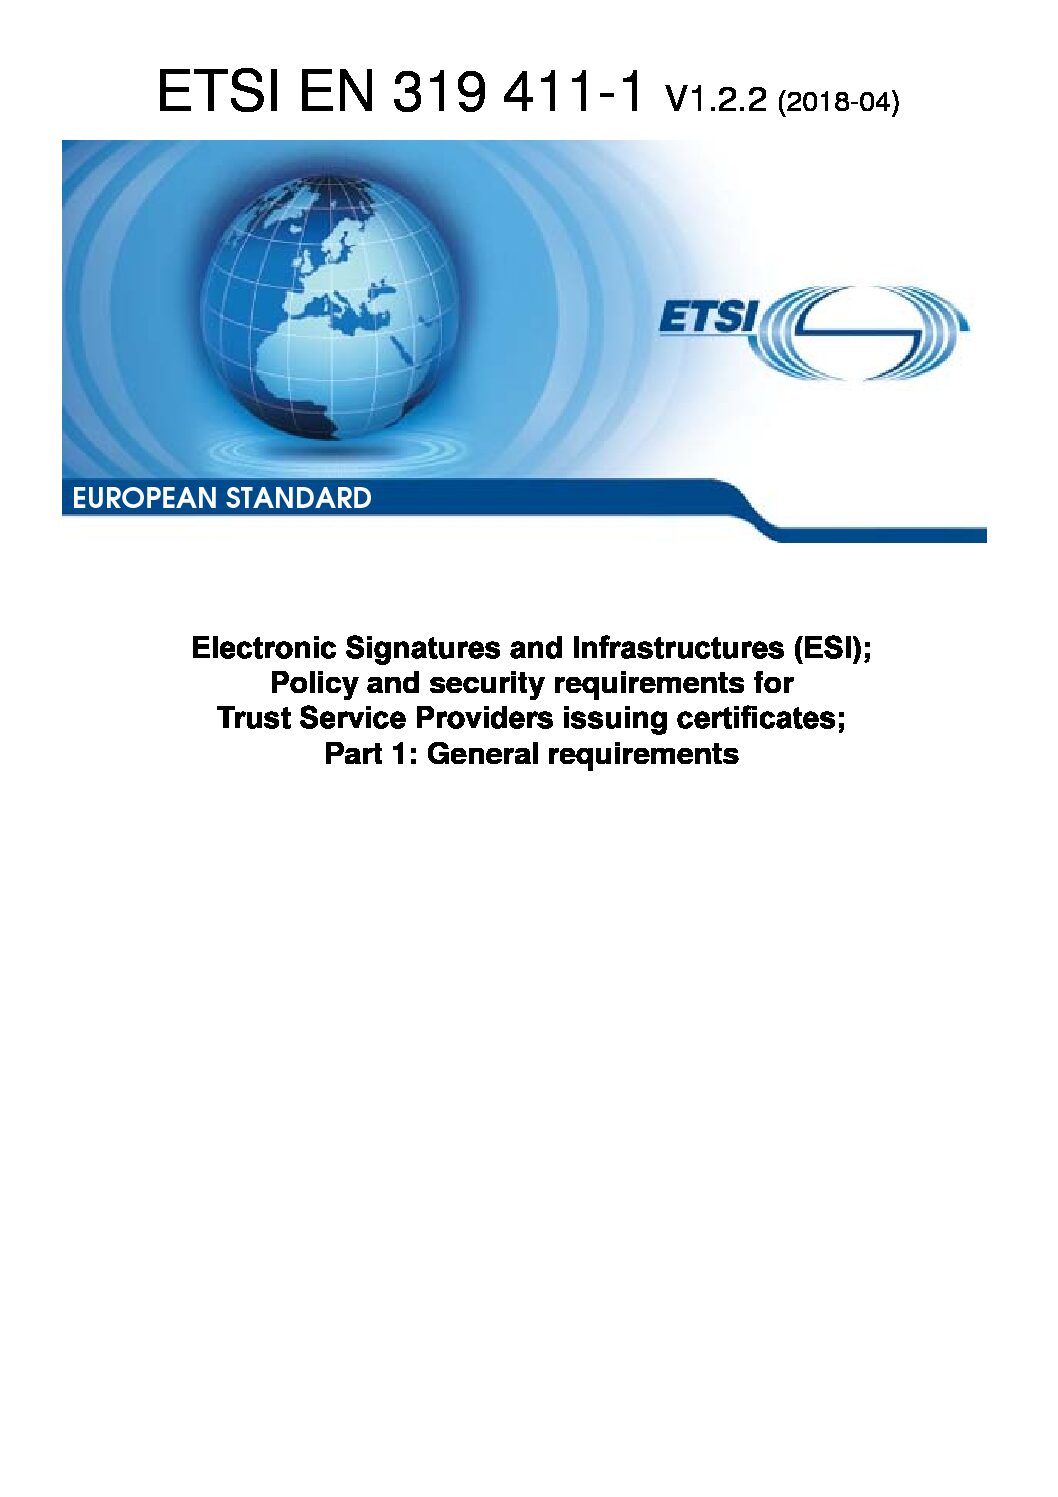 ETSI EN 319 411-1 V1.2.2 (2018-04)
ETSI
EUROPEAN STANDARD
Electronic Signatures and Infrastructures (ESI);
Policy and security requirements for
Trust Service Providers issuing certificates;
Part 1: General requirements